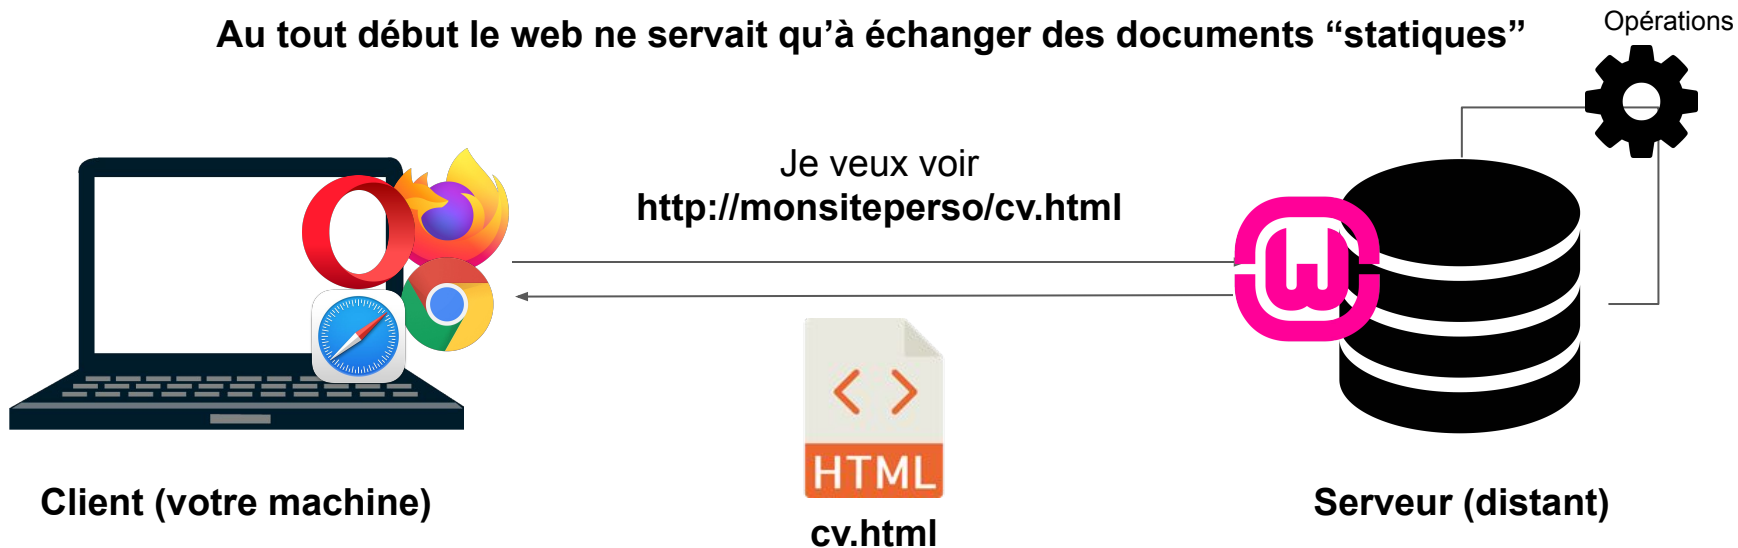 Au tout début le web ne servait qu’à échanger des documents “statiques”
Opérations
Je veux voir
http://monsiteperso/cv.html
W
HTML
cv.html
Client (votre machine)
Serveur (distant)